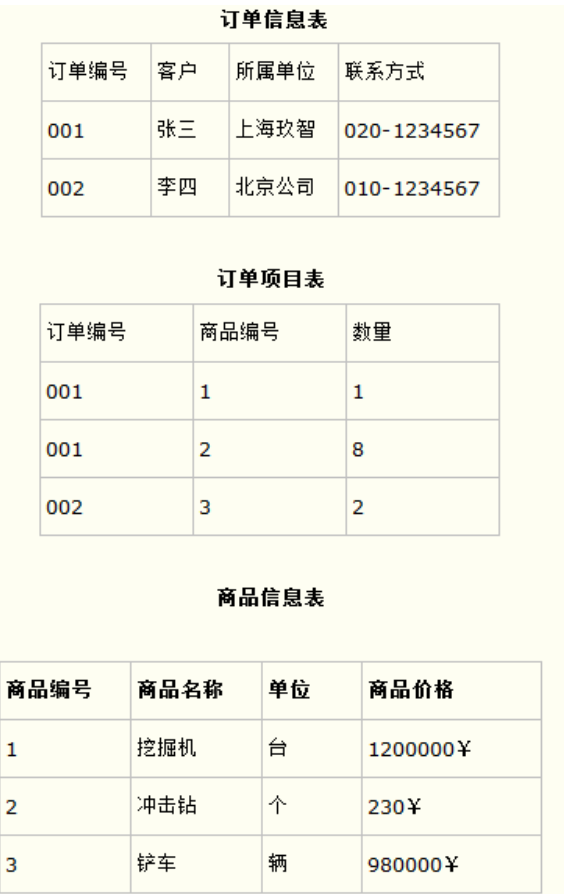 订单信息表
订单编号 客户 所属单位 联系方式
001 张三 上海玖智 020-1234567
002 李四 北京公司 010-1234567
订单项目表
订单编号 商品编号 数量
001 1 1
001 2 8
002 3 2
商品信息表
商品编号 商品名称 单位 商品价格
1 挖掘机 台 1200000¥
2 冲击钻 个 230¥
3 铲车 辆 980000¥